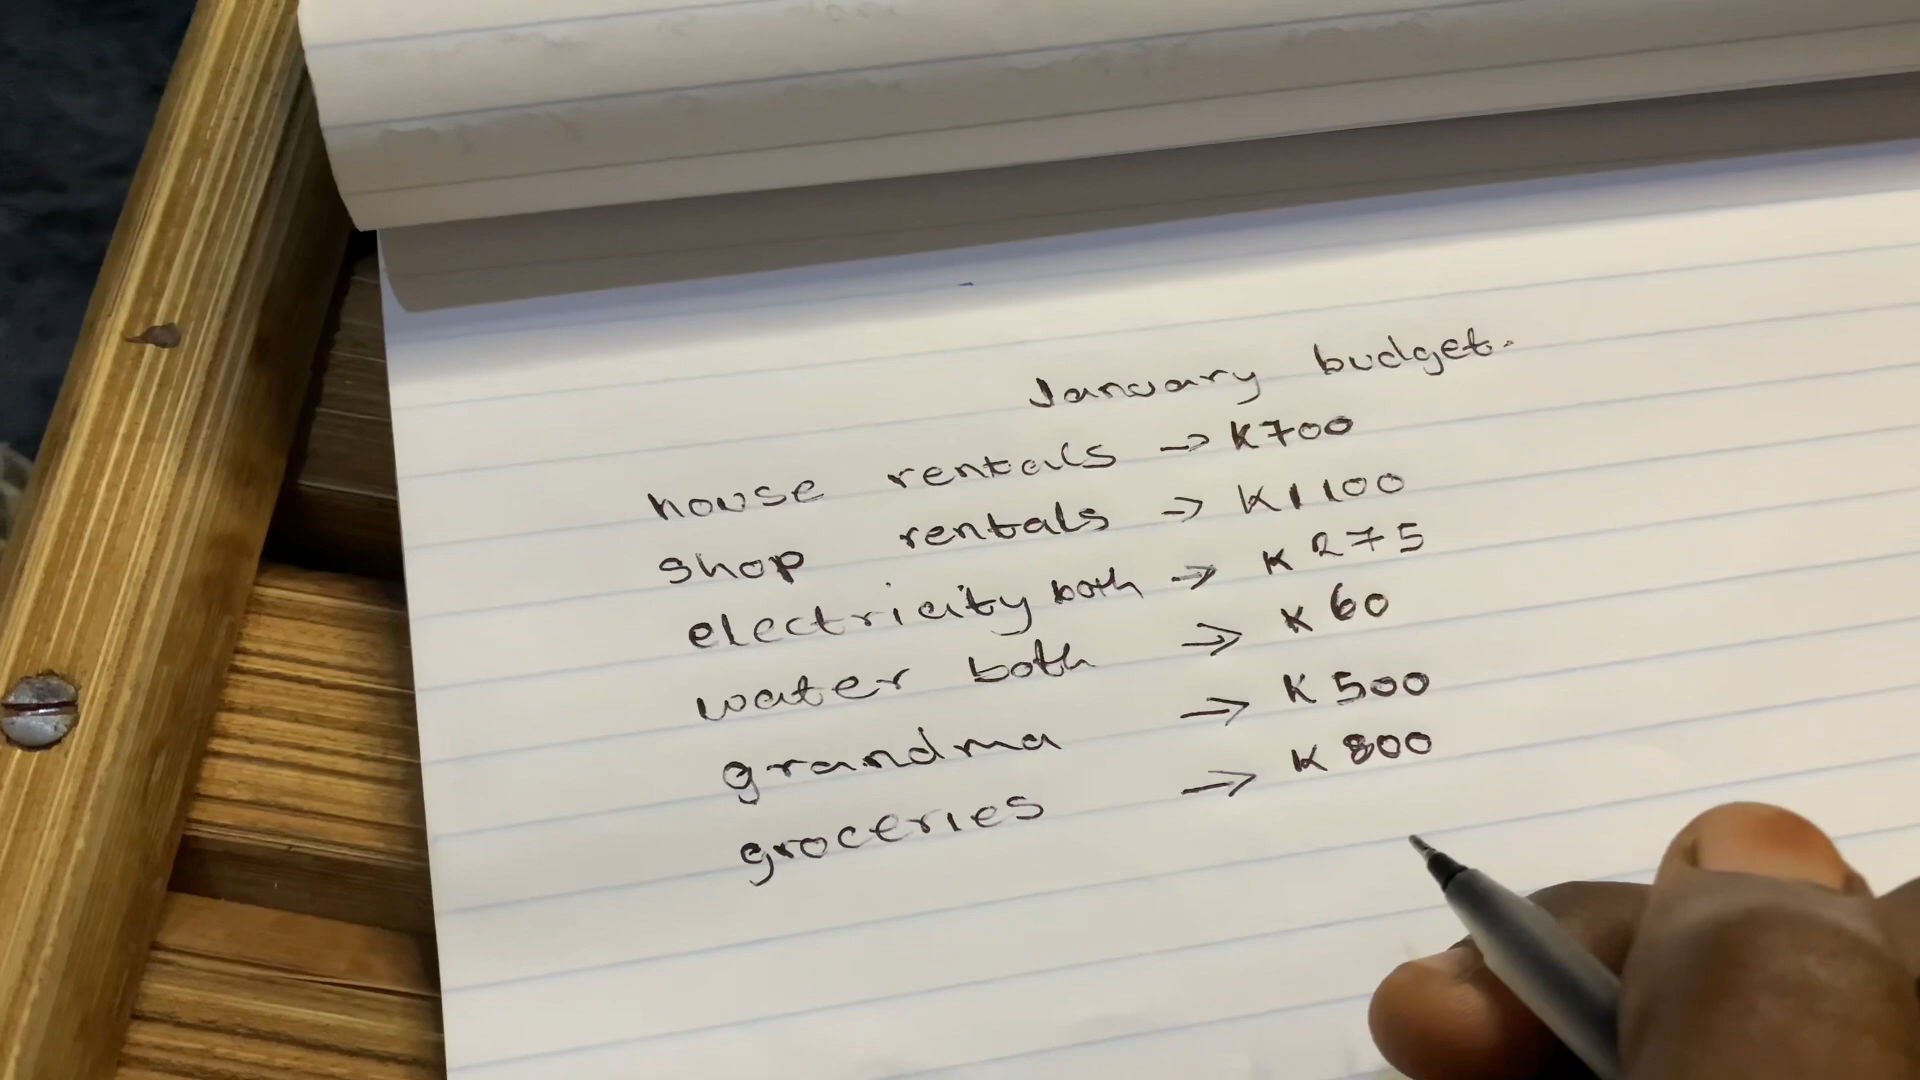 January budget.
house rentals -> K700
shop rentals -> K1100
electricity both -> K275
water both -> K60
grandma -> K500
groceries -> K800